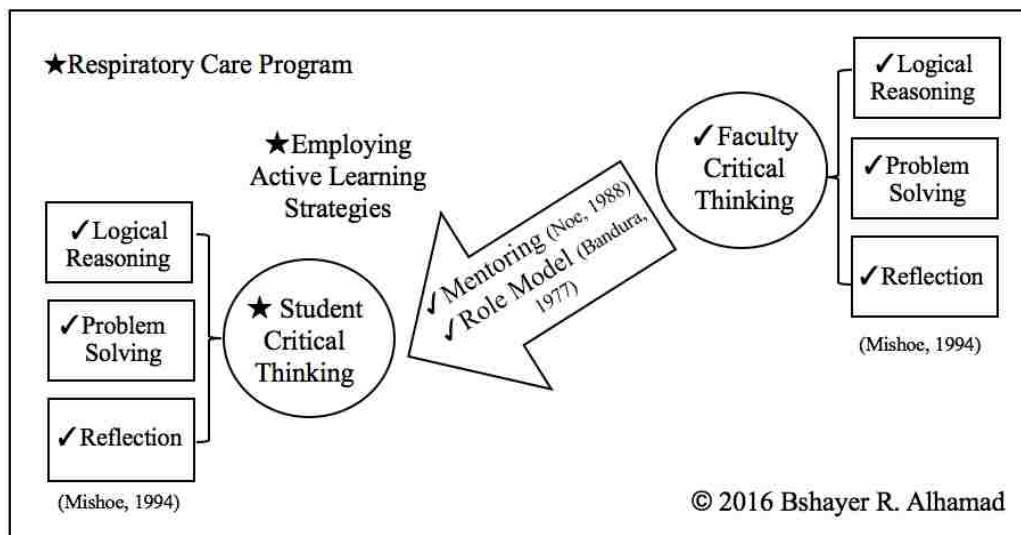 ★Respiratory Care Program
★Employing
Active Learning
Strategies
✓Logical
Reasoning
✓Problem
Solving
✓Reflection
(Mishoe, 1994)
★ Student
Critical
Thinking
✓Mentoring (Noe, 1988)
✓Role Model (Bandura,
1977)
✓Faculty
Critical
Thinking
✓Logical
Reasoning
✓Problem
Solving
✓Reflection
(Mishoe, 1994)
© 2016 Bshayer R. Alhamad